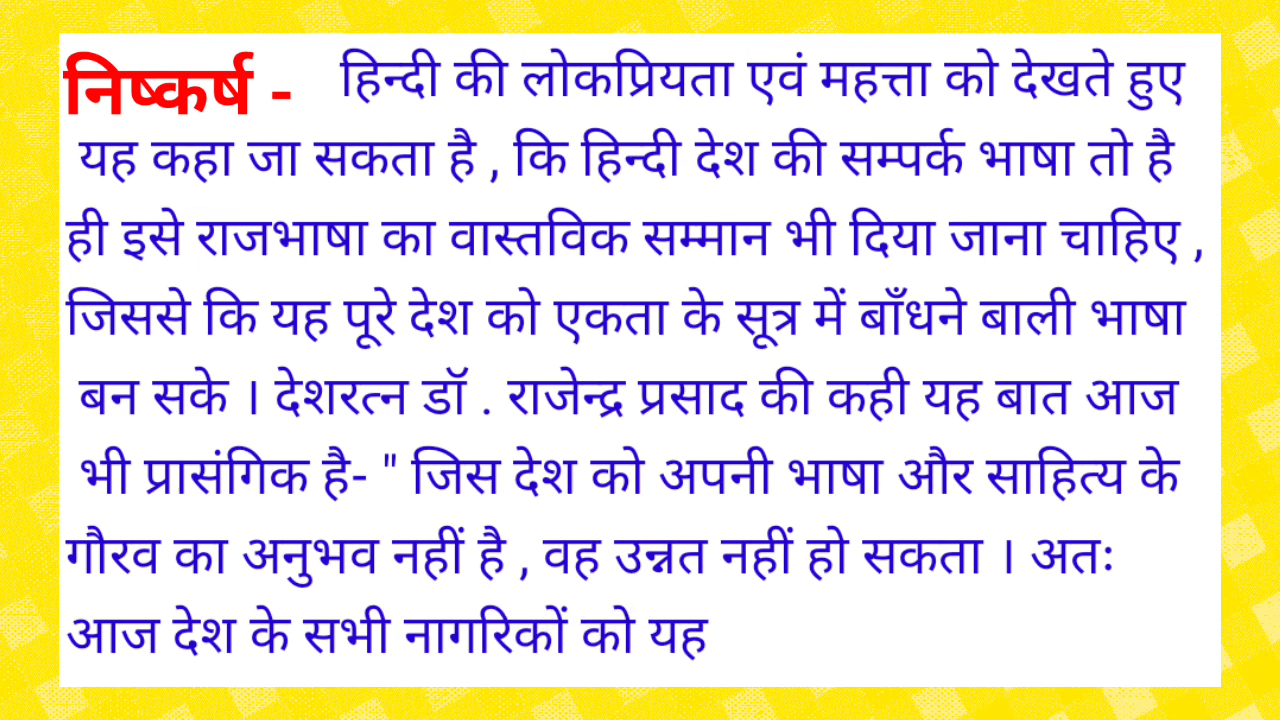 निष्कर्ष - हिन्दी की लोकप्रियता एवं महत्ता को देखते हुए
यह कहा जा सकता है , कि हिन्दी देश की सम्पर्क भाषा तो है
ही इसे राजभाषा का वास्तविक सम्मान भी दिया जाना चाहिए ,
जिससे कि यह पूरे देश को एकता के सूत्र में बाँधने बाली भाषा
बन सके । देशरत्न डॉ . राजेन्द्र प्रसाद की कही यह बात आज
भी प्रासंगिक है- " जिस देश को अपनी भाषा और साहित्य के
गौरव का अनुभव नहीं है , वह उन्नत नहीं हो सकता । अतः
आज देश के सभी नागरिकों को यह